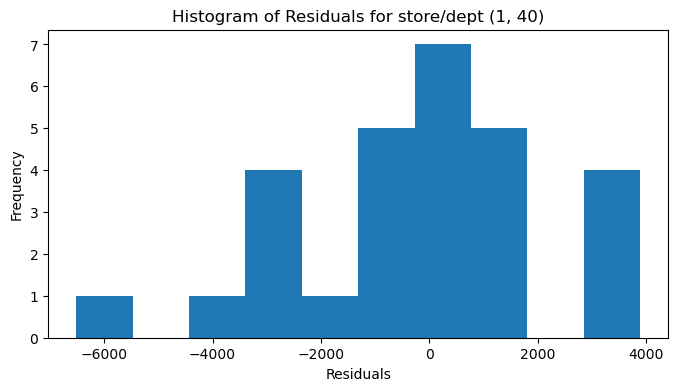 Histogram of Residuals for store/dept (1, 40)
7
6
5
4
3
2
1
0
Frequency
−6000 −4000 −2000 0 2000 4000
Residuals